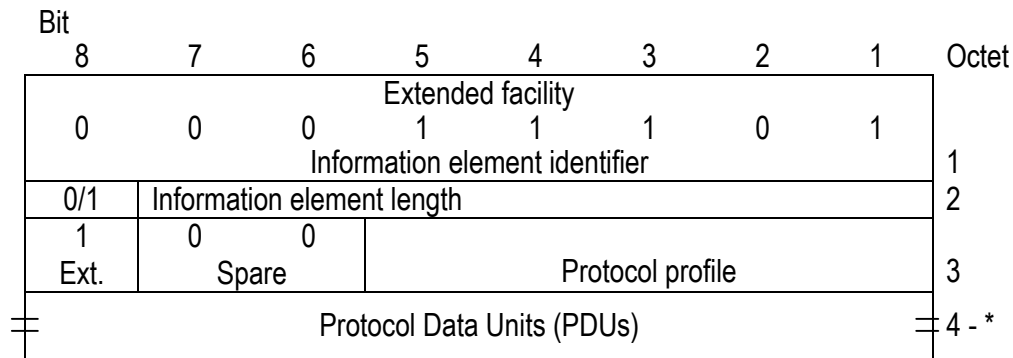 Bit
8 7 6 5 4 3 2 1 Octet
Extended facility
0 0 0 1 1 1 0 1
Information element identifier 1
0/1 Information element length 2
1 0 0
Ext. Spare Protocol profile 3
Protocol Data Units (PDUs) 4 - *